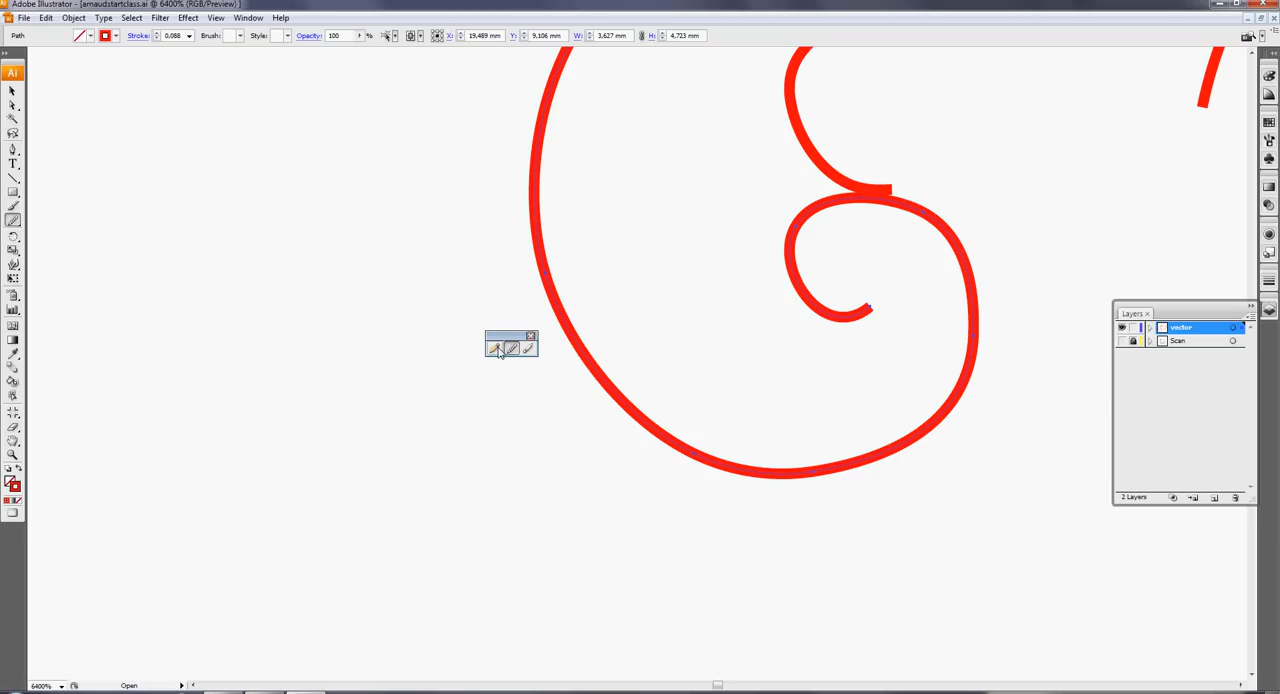 Adobe Illustrator - [arnaudstartclass.ai @ 6400% (RGB/Preview) ]
File Edit Object Type Select Filter Effect View Window Help
Path Stroke: 0,088 Brush: Style: Opacity: 100 % X: 19,489 mm Y: 9,106 mm W: 3,627 mm H: 4,723 mm
Ai
T
Layers ×
vector
Scan
2 Layers
6400% Open